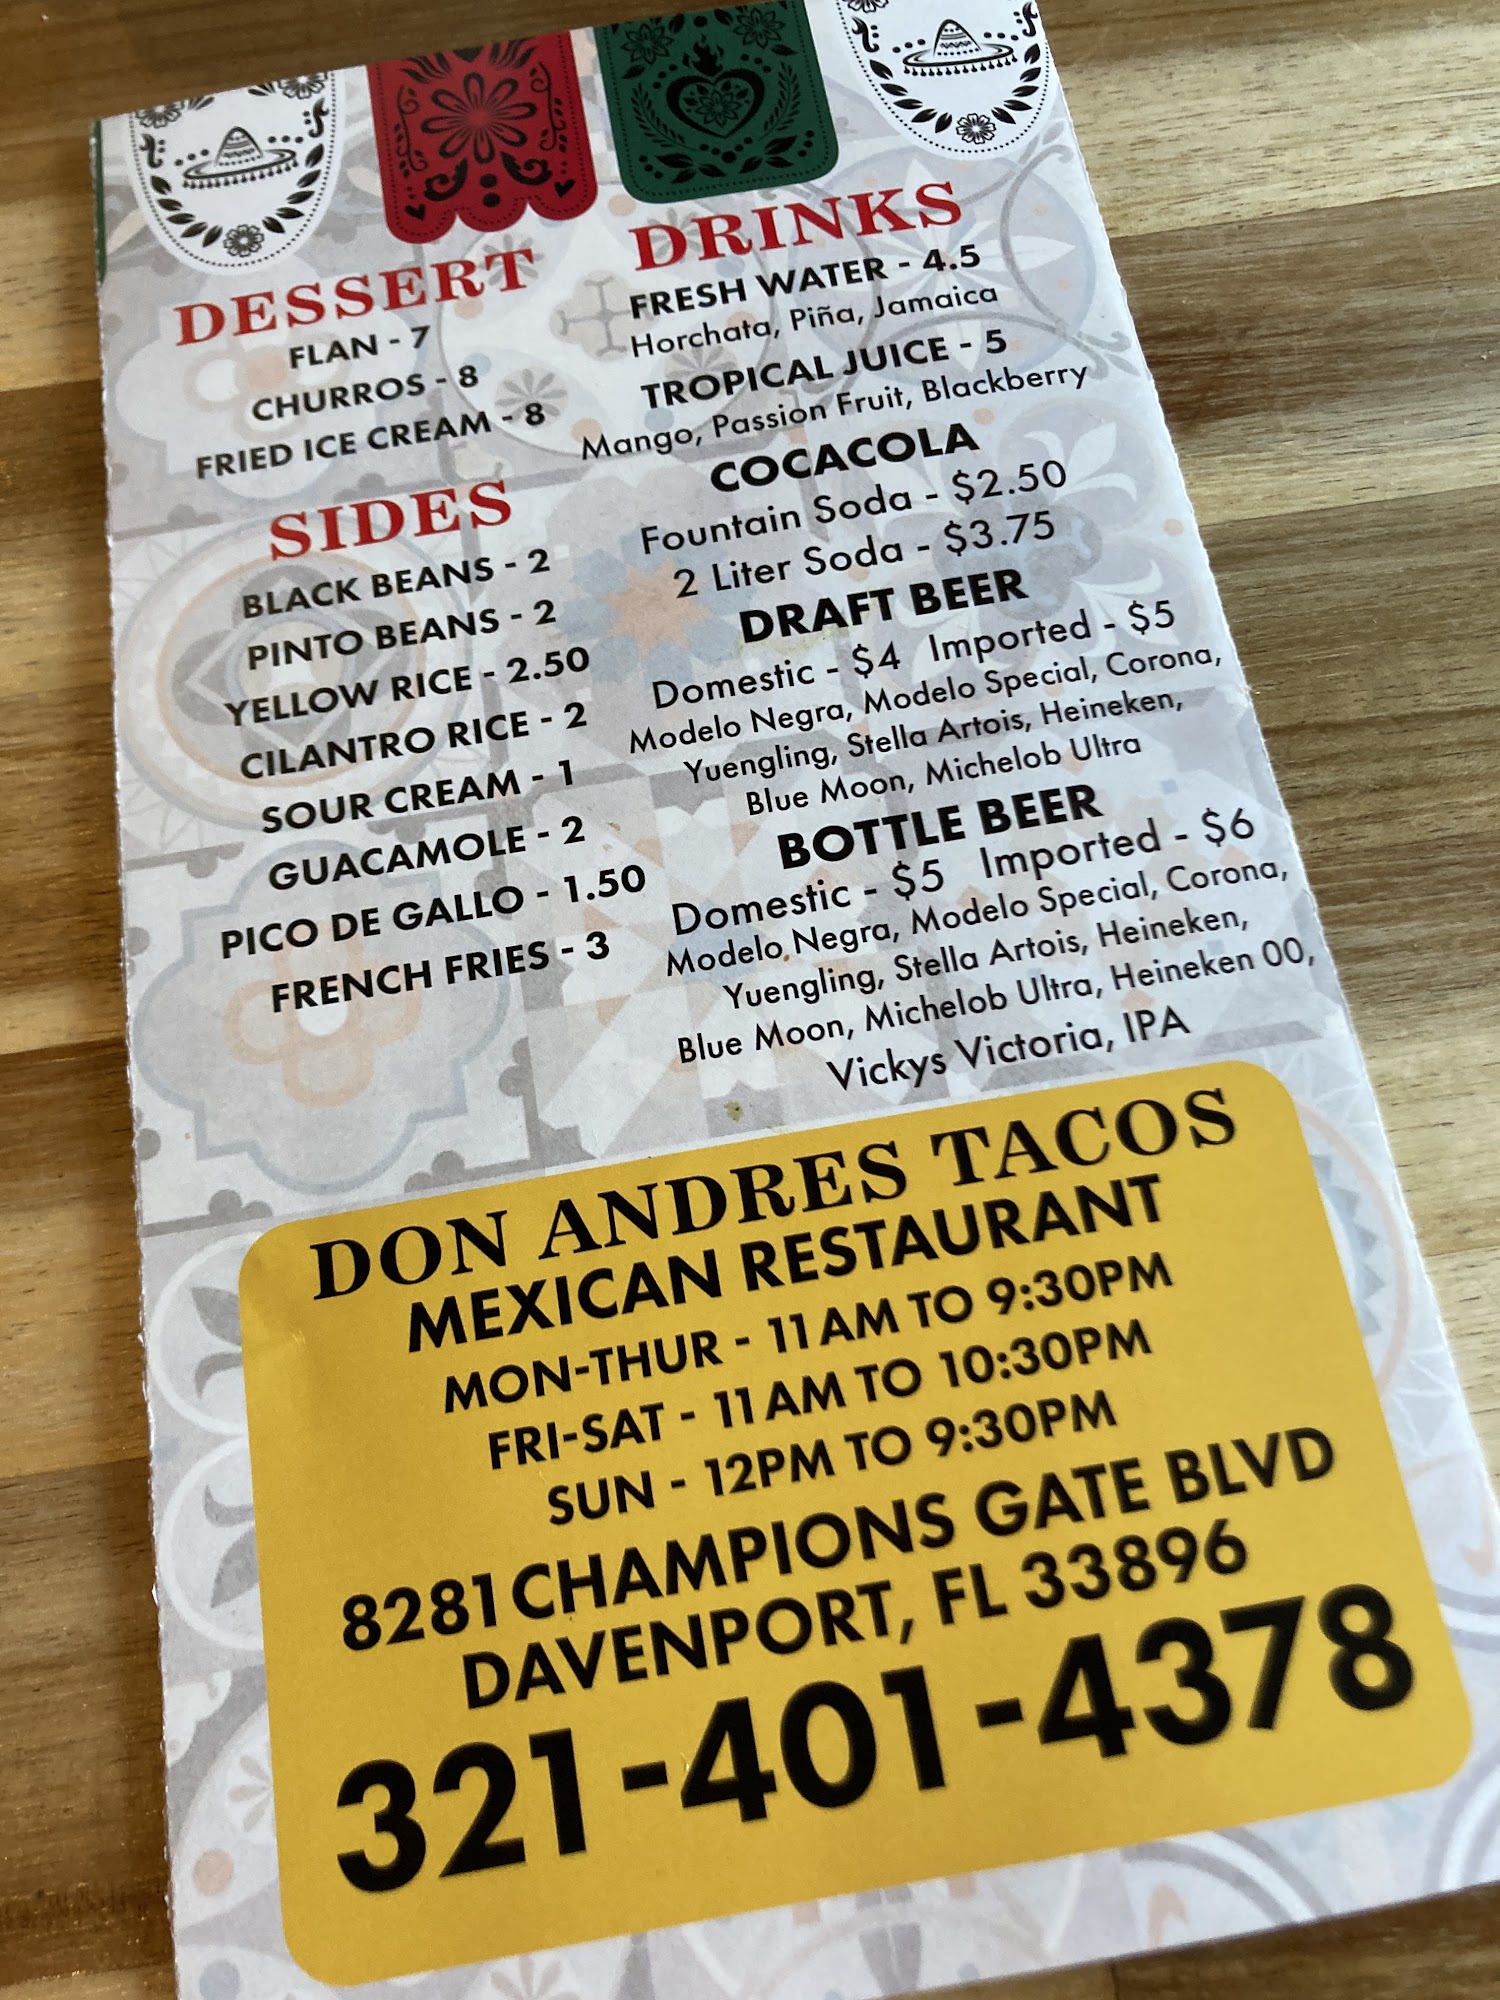 DESSERT
FLAN - 7
CHURROS - 8
FRIED ICE CREAM - 8
SIDES
BLACK BEANS - 2
PINTO BEANS - 2
YELLOW RICE - 2.50
CILANTRO RICE - 2
SOUR CREAM - 1
GUACAMOLE - 2
PICO DE GALLO - 1.50
FRENCH FRIES - 3
DRINKS
FRESH WATER - 4.5
Horchata, Piña, Jamaica
TROPICAL JUICE - 5
Mango, Passion Fruit, Blackberry
COCACOLA
Fountain Soda - $2.50
2 Liter Soda - $3.75
DRAFT BEER
Domestic - $4 Imported - $5
Modelo Negra, Modelo Special, Corona,
Yuengling, Stella Artois, Heineken,
Blue Moon, Michelob Ultra
BOTTLE BEER
Domestic - $5 Imported - $6
Modelo Negra, Modelo Special, Corona,
Yuengling, Stella Artois, Heineken,
Blue Moon, Michelob Ultra, Heineken 00,
Vickys Victoria, IPA
DON ANDRES TACOS
MEXICAN RESTAURANT
MON-THUR - 11 AM TO 9:30PM
FRI-SAT - 11 AM TO 10:30PM
SUN - 12PM TO 9:30PM
8281 CHAMPIONS GATE BLVD
DAVENPORT, FL 33896
321-401-4378